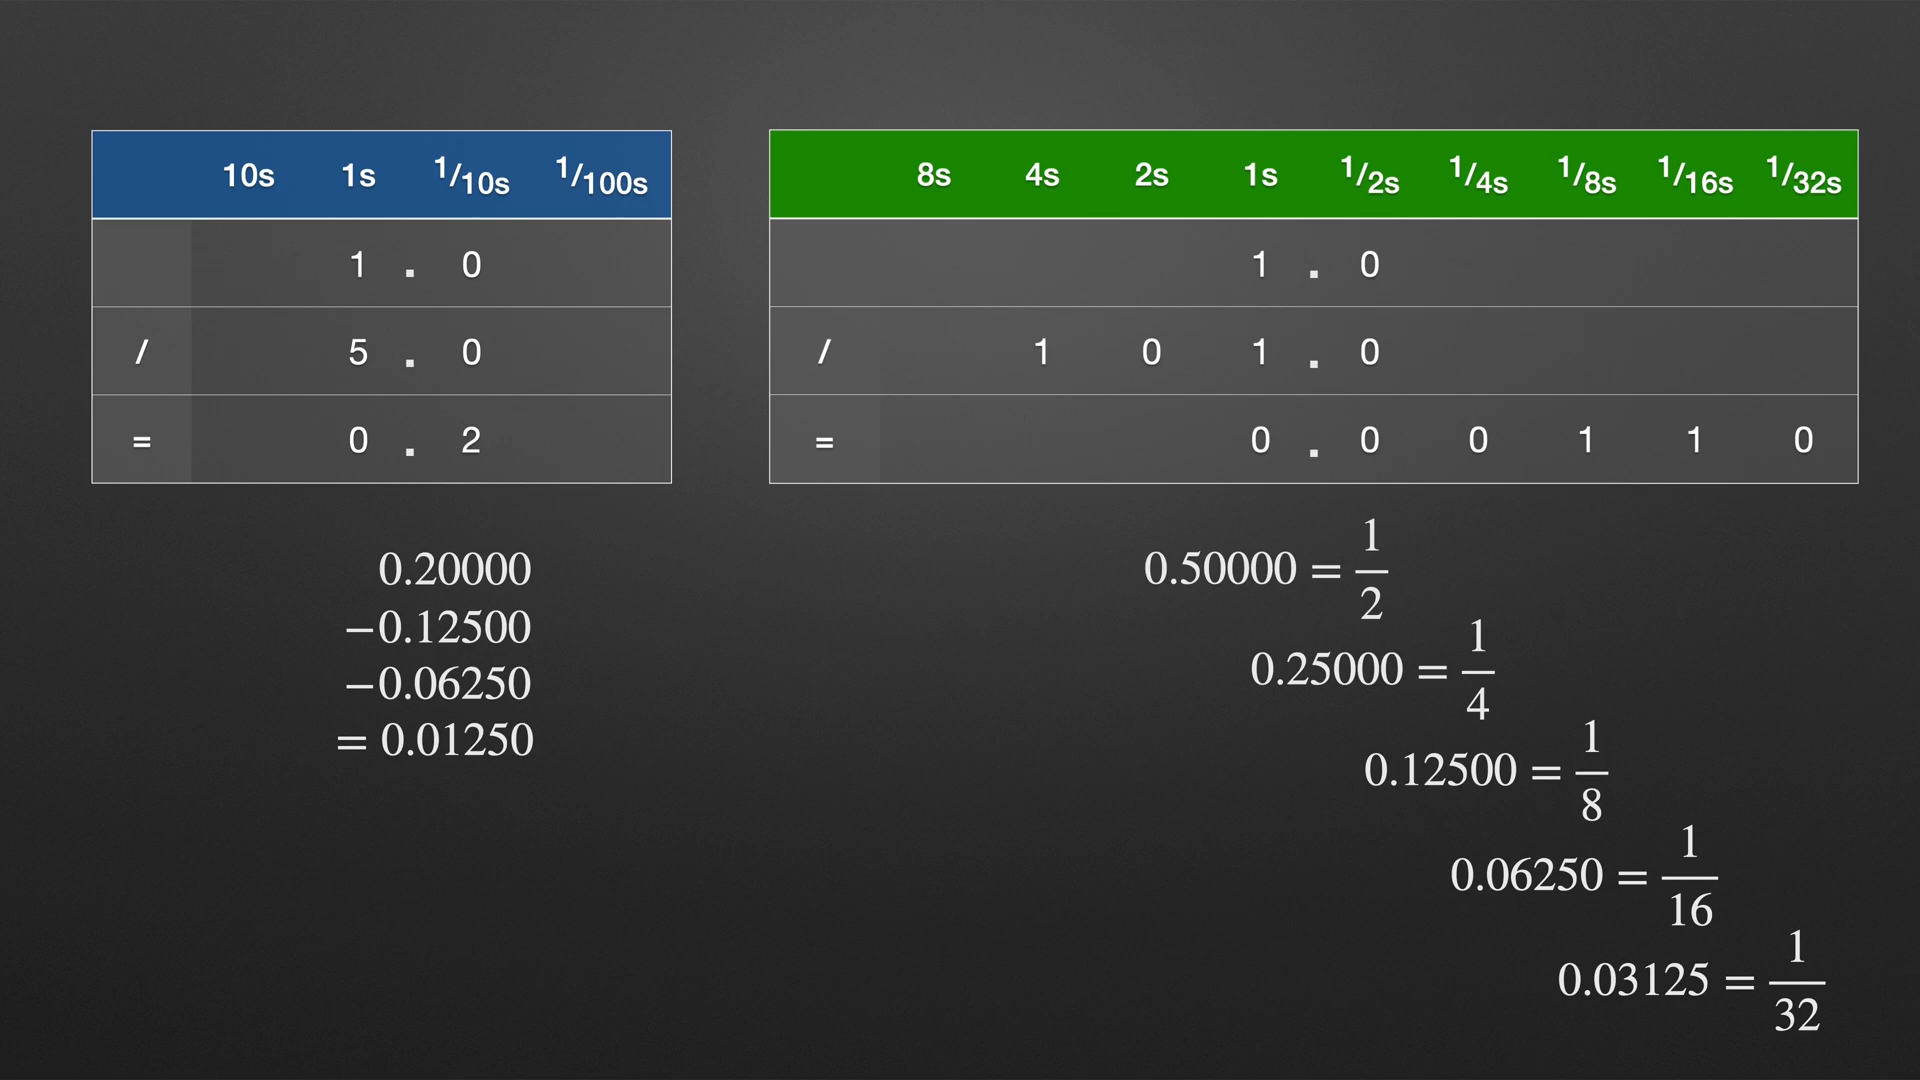 10s 1s 1/10s 1/100s
1 . 0
/ 5 . 0
= 0 . 2
8s 4s 2s 1s 1/2s 1/4s 1/8s 1/16s 1/32s
1 . 0
/ 1 0 1 . 0
= 0 . 0 0 1 1 0
0.20000
−0.12500
−0.06250
= 0.01250
0.50000 = 1/2
0.25000 = 1/4
0.12500 = 1/8
0.06250 = 1/16
0.03125 = 1/32